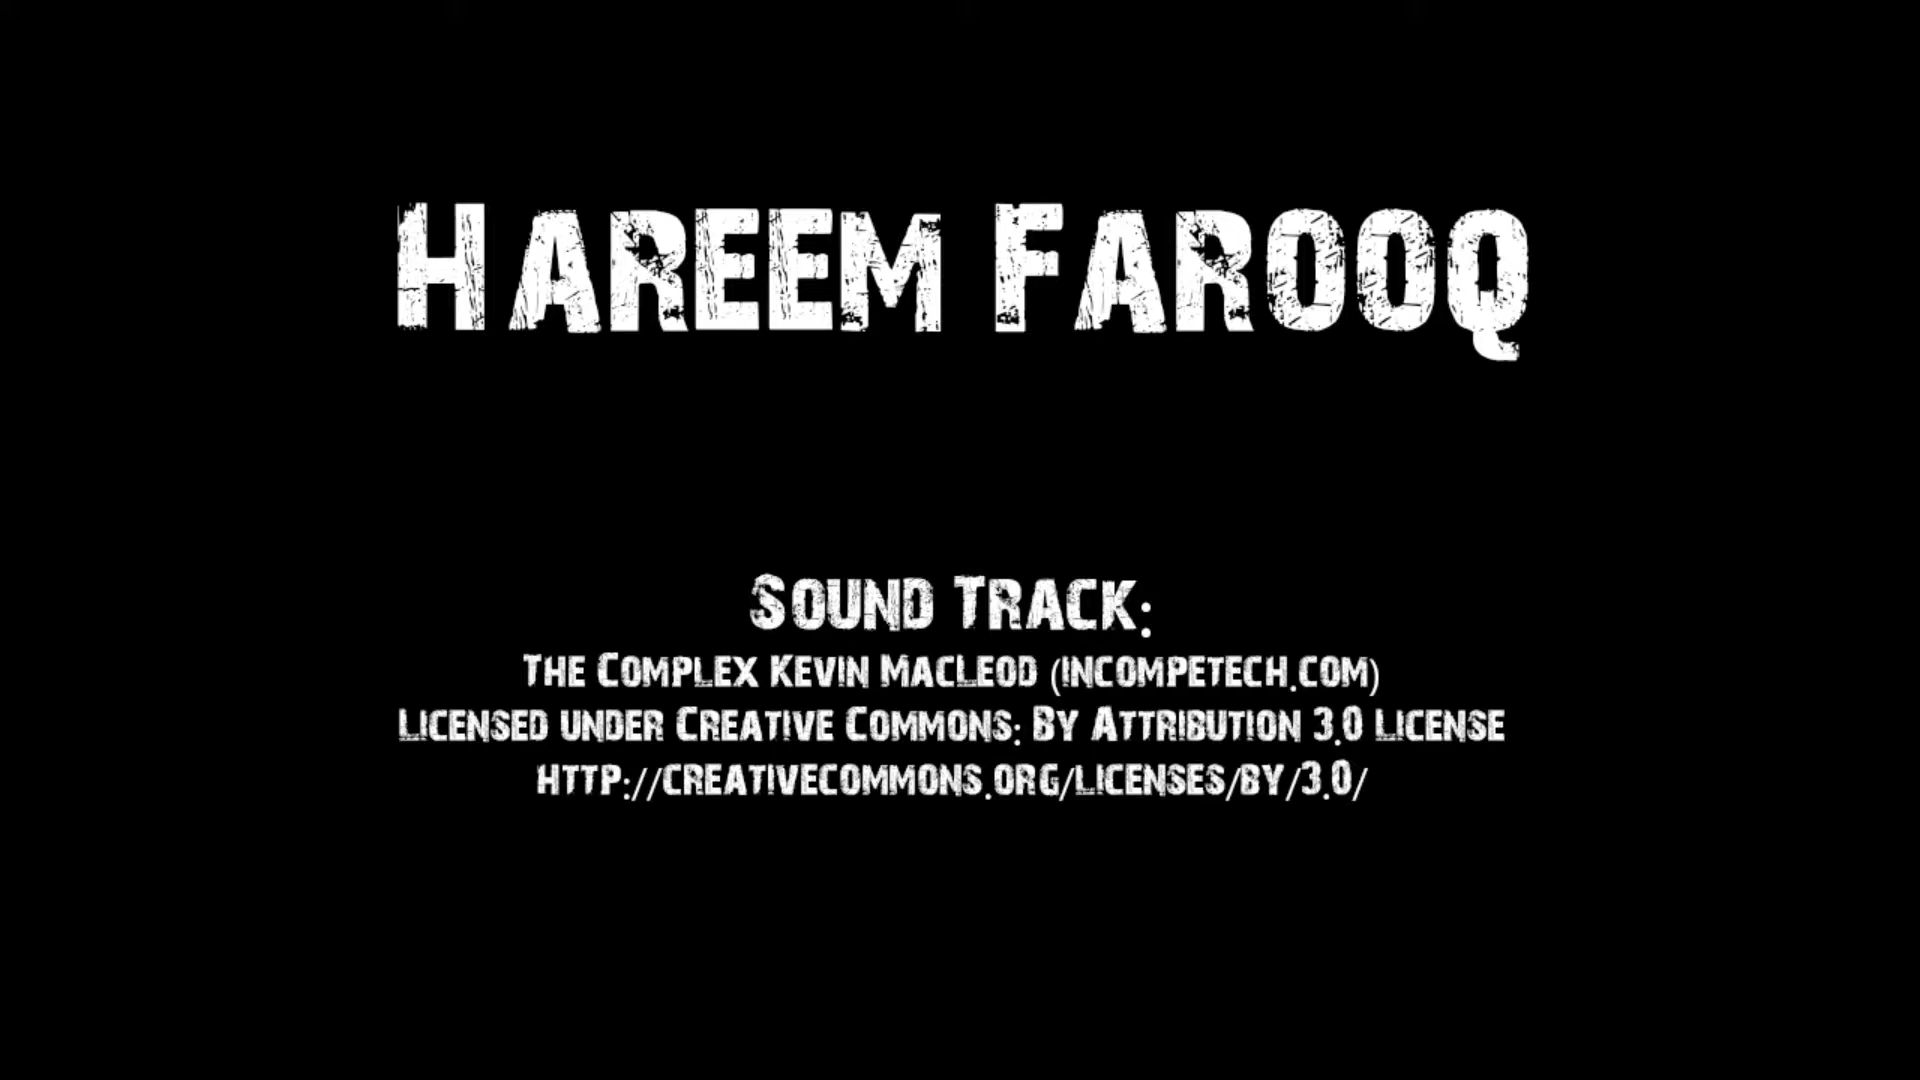 Hareem Farooq
Sound Track:
The Complex Kevin MacLeod (incompetech.com)
Licensed under Creative Commons: By Attribution 3.0 License
http://creativecommons.org/licenses/by/3.0/